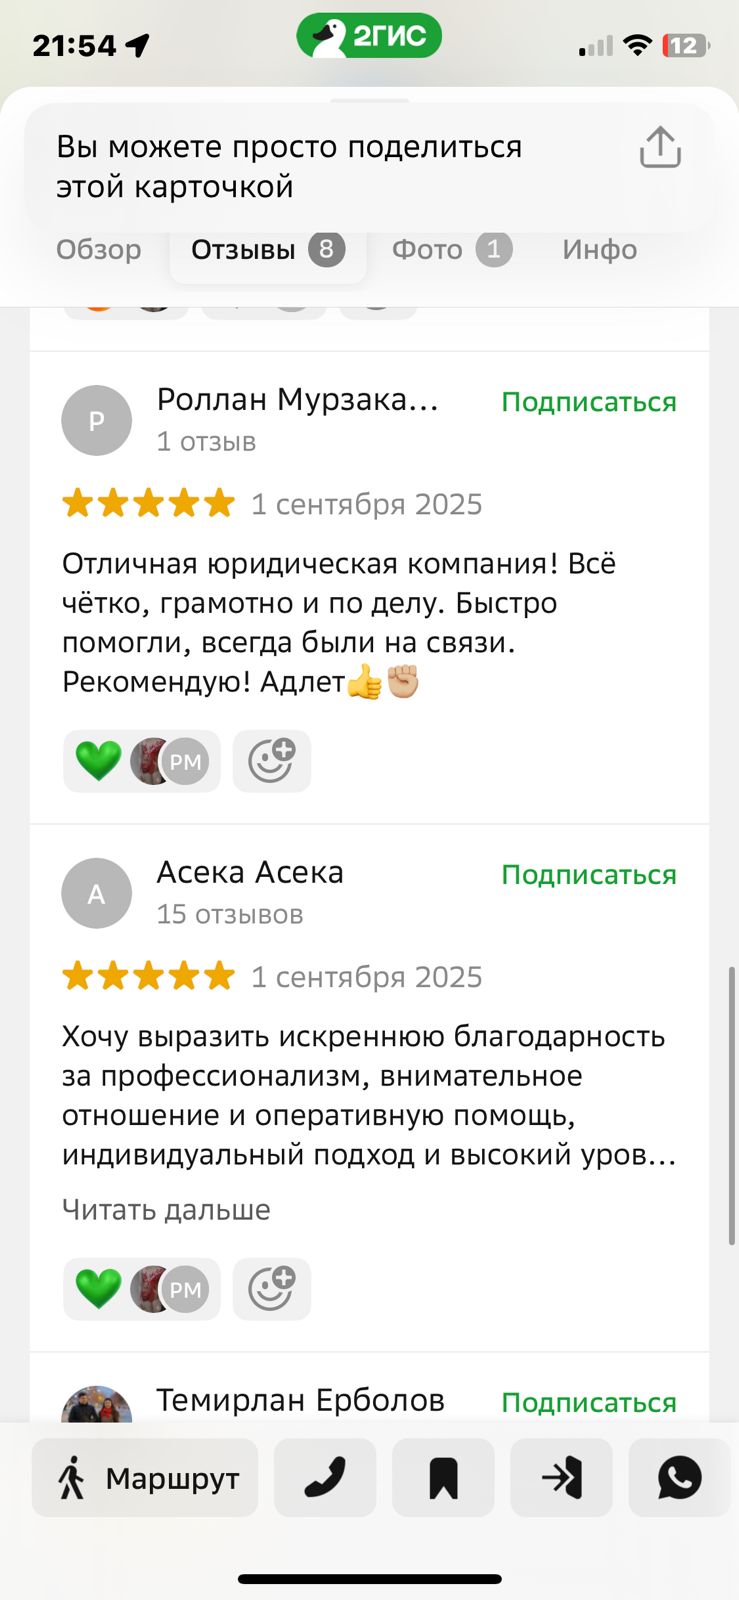 21:54
2ГИС
12
Вы можете просто поделиться
этой карточкой
Обзор
Отзывы 8
Фото 1
Инфо
Р
Роллан Мурзака...
Подписаться
1 отзыв
1 сентября 2025
Отличная юридическая компания! Всё
чётко, грамотно и по делу. Быстро
помогли, всегда были на связи.
Рекомендую! Адлет👍✊🏼
РМ
А
Асека Асека
Подписаться
15 отзывов
1 сентября 2025
Хочу выразить искреннюю благодарность
за профессионализм, внимательное
отношение и оперативную помощь,
индивидуальный подход и высокий уров...
Читать дальше
РМ
Темирлан Ерболов
Подписаться
Маршрут